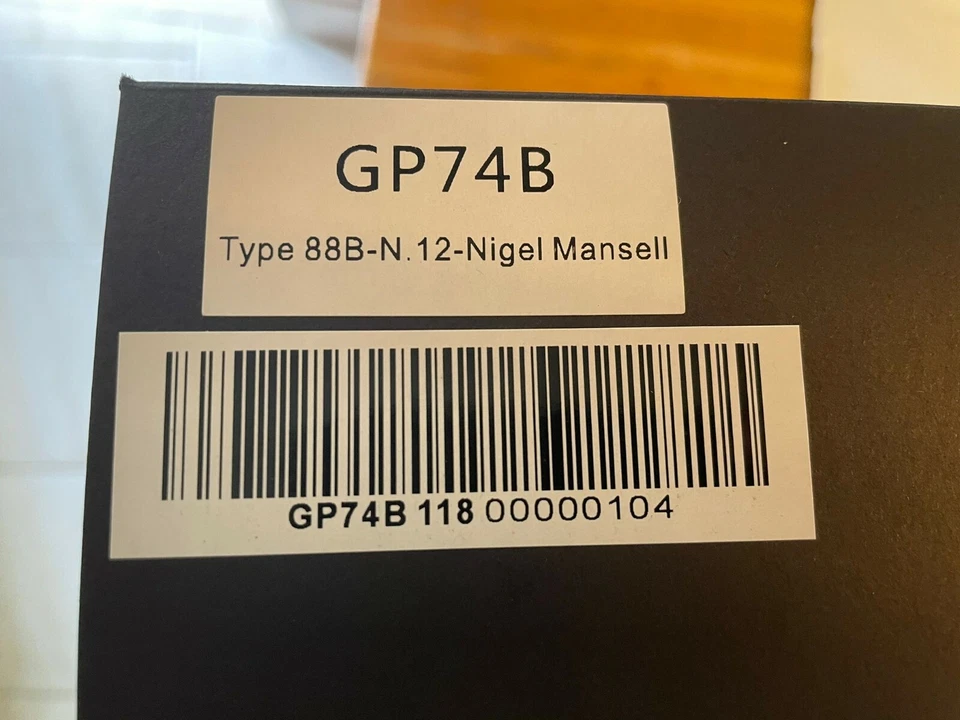 GP74B
Type 88B-N.12-Nigel Mansell
GP74B 118 00000104